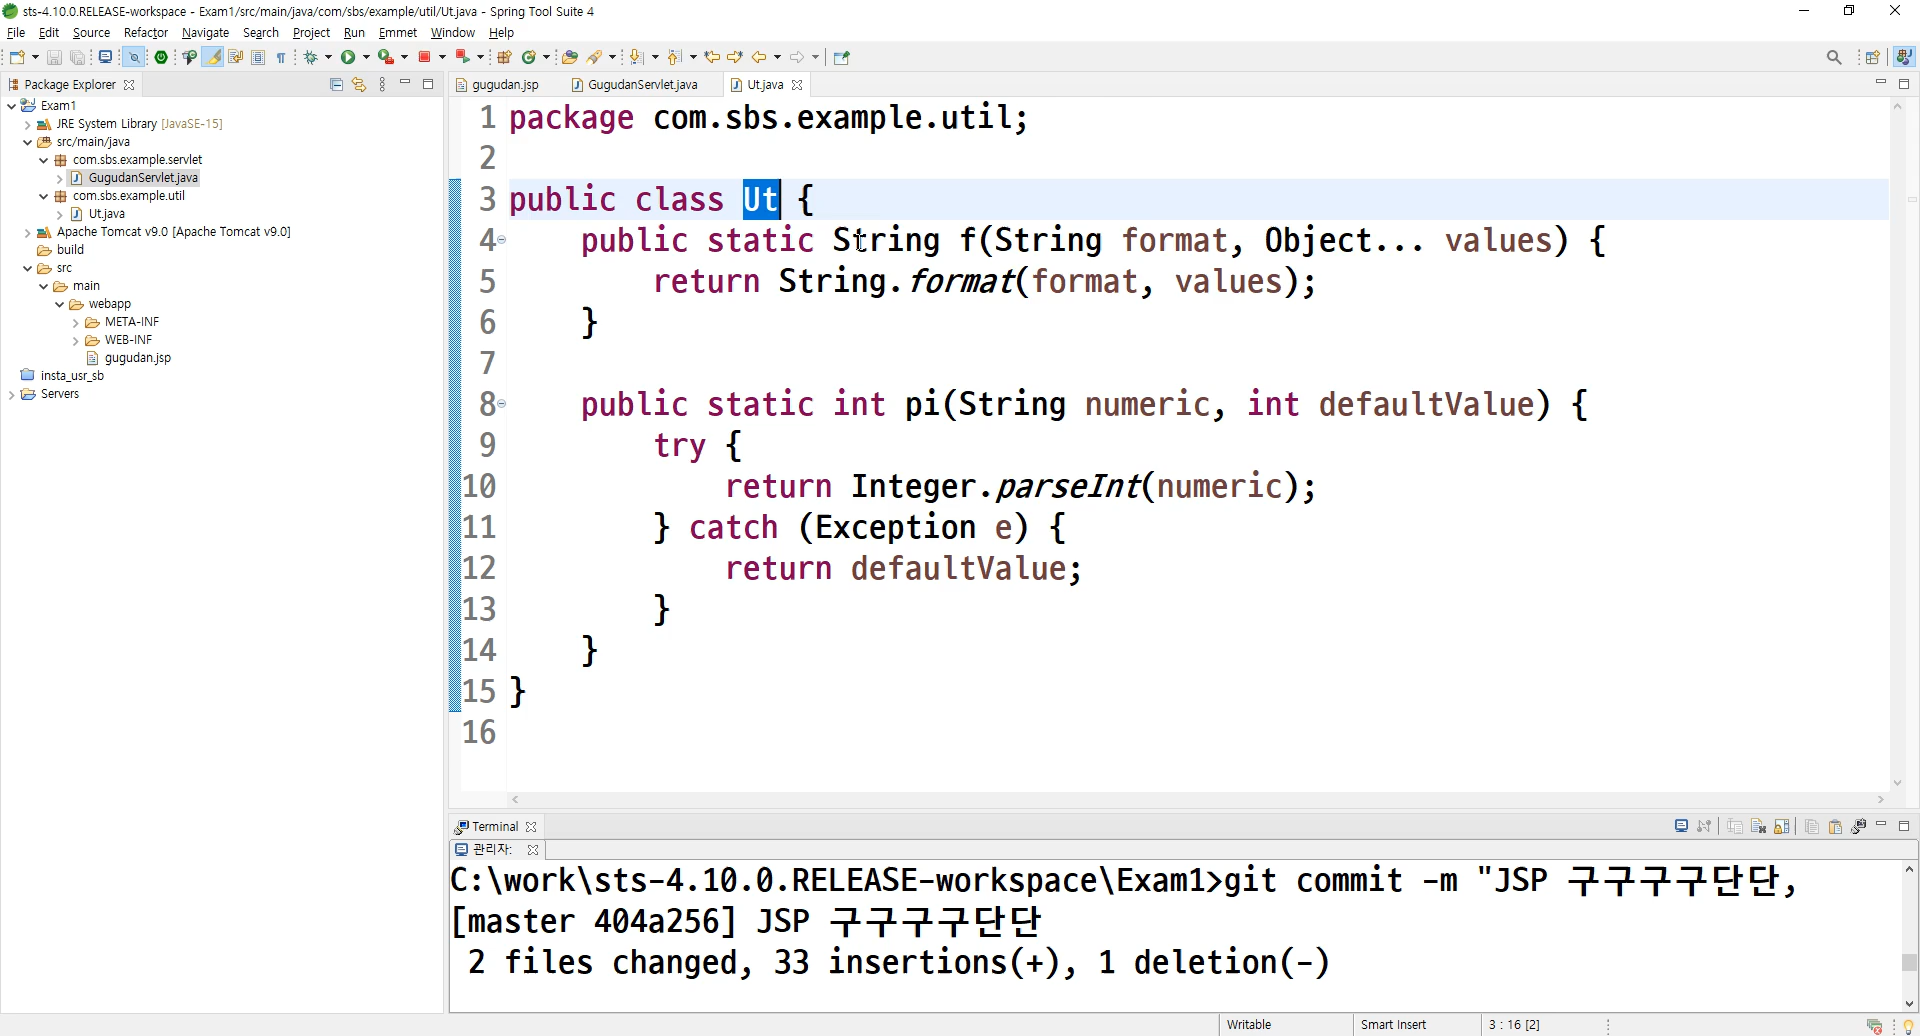 sts-4.10.0.RELEASE-workspace - Exam1/src/main/java/com/sbs/example/util/Ut.java - Spring Tool Suite 4
File Edit Source Refactor Navigate Search Project Run Emmet Window Help
Package Explorer
Exam1
JRE System Library [JavaSE-15]
src/main/java
com.sbs.example.servlet
GugudanServlet.java
com.sbs.example.util
Ut.java
Apache Tomcat v9.0 [Apache Tomcat v9.0]
build
src
main
webapp
META-INF
WEB-INF
gugudan.jsp
insta_usr_sb
Servers
gugudan.jsp GugudanServlet.java Ut.java
1 package com.sbs.example.util;
2
3 public class Ut {
4 public static String f(String format, Object... values) {
5 return String.format(format, values);
6 }
7
8 public static int pi(String numeric, int defaultValue) {
9 try {
10 return Integer.parseInt(numeric);
11 } catch (Exception e) {
12 return defaultValue;
13 }
14 }
15 }
16
Terminal
관리자:
C:\work\sts-4.10.0.RELEASE-workspace\Exam1>git commit -m "JSP 구구구구단단,
[master 404a256] JSP 구구구구단단
2 files changed, 33 insertions(+), 1 deletion(-)
Writable Smart Insert 3 : 16 [2]